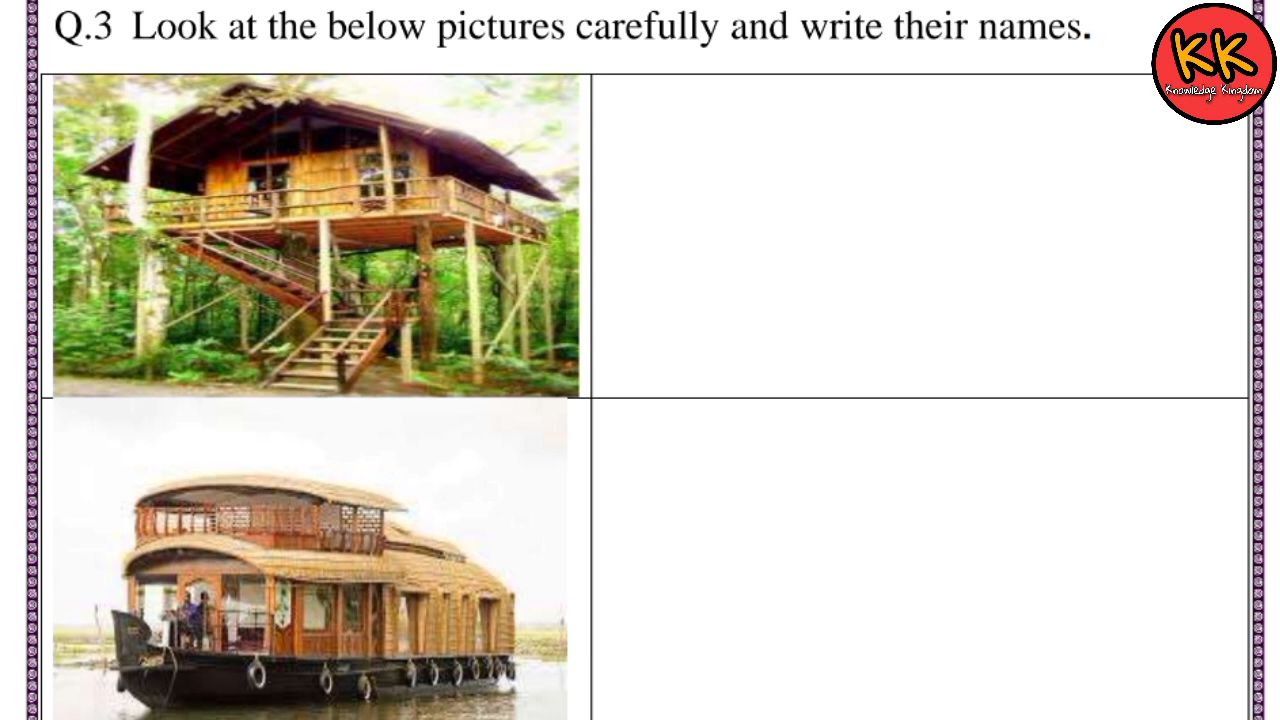 Q.3 Look at the below pictures carefully and write their names.
KK
Knowledge Kingdom